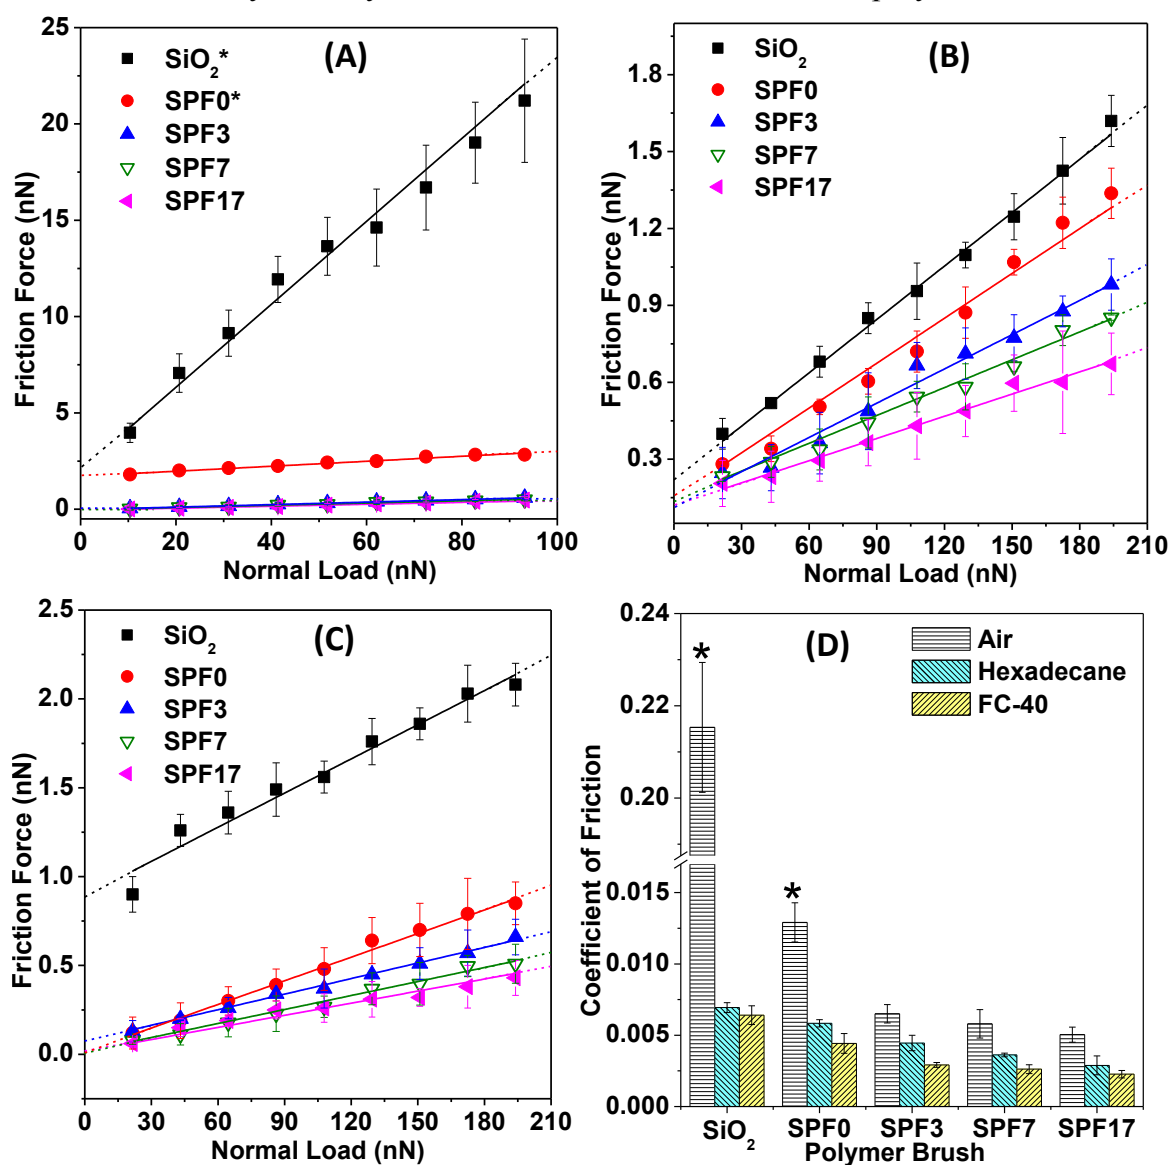 (A)
SiO2*
SPF0*
SPF3
SPF7
SPF17
25
20
15
10
5
0
0 20 40 60 80 100
Friction Force (nN)
Normal Load (nN)
(B)
SiO2
SPF0
SPF3
SPF7
SPF17
1.8
1.5
1.2
0.9
0.6
0.3
0 30 60 90 120 150 180 210
Friction Force (nN)
Normal Load (nN)
(C)
SiO2
SPF0
SPF3
SPF7
SPF17
2.5
2.0
1.5
1.0
0.5
0.0
0 30 60 90 120 150 180 210
Friction Force (nN)
Normal Load (nN)
(D)
Air
Hexadecane
FC-40
*
*
0.24
0.22
0.20
0.015
0.010
0.005
0.000
Coefficient of Friction
SiO2 SPF0 SPF3 SPF7 SPF17
Polymer Brush